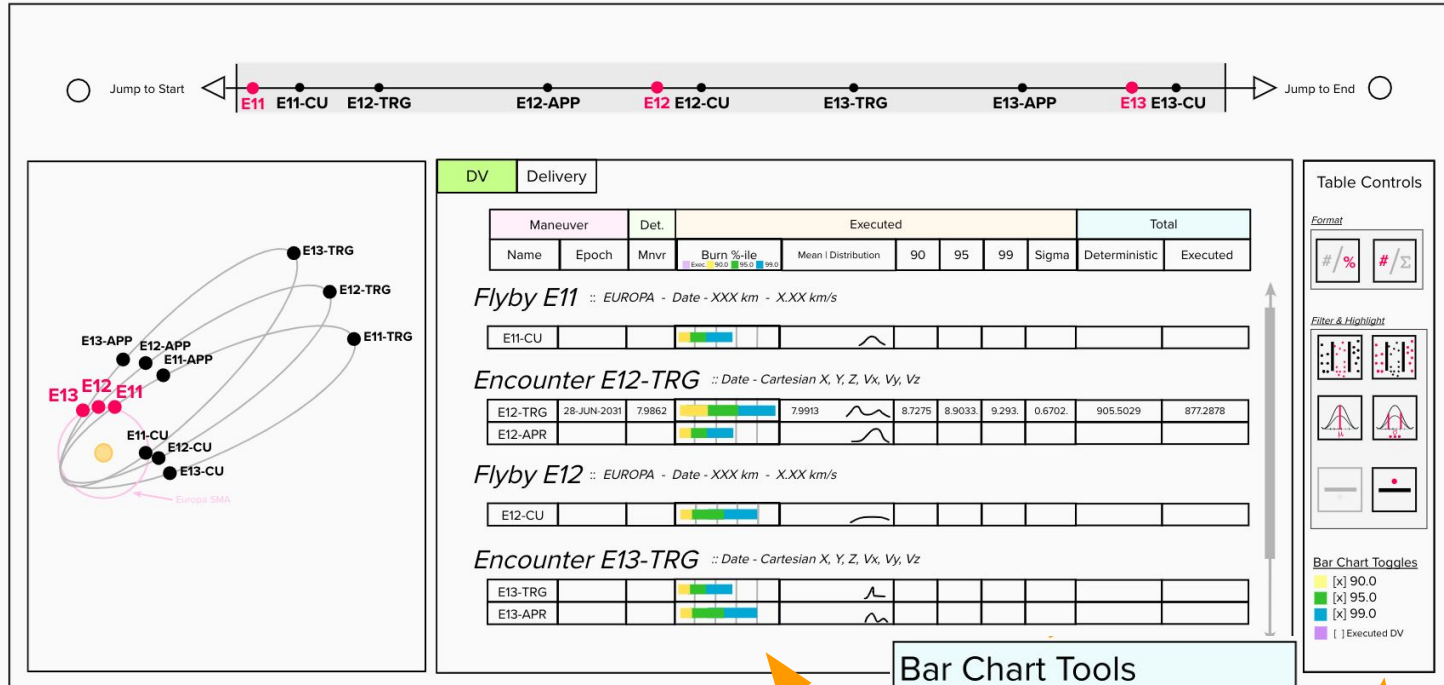 Jump to Start
E11 E11-CU E12-TRG E12-APP E12 E12-CU E13-TRG E13-APP E13 E13-CU
Jump to End
E13-TRG
E12-TRG
E11-TRG
E13-APP
E12-APP
E11-APP
E13 E12 E11
E11-CU
E12-CU
E13-CU
Europa SMA
DV Delivery
Maneuver Det. Executed Total
Name Epoch Mnvr Burn %-ile Mean | Distribution 90 95 99 Sigma Deterministic Executed
Exec. 90.0 95.0 99.0
Flyby E11 :: EUROPA - Date - XXX km - X.XX km/s
E11-CU
Encounter E12-TRG :: Date - Cartesian X, Y, Z, Vx, Vy, Vz
E12-TRG 28-JUN-2031 7.9862 7.9913 8.7275 8.9033. 9.293. 0.6702. 905.5029 877.2878
E12-APR
Flyby E12 :: EUROPA - Date - XXX km - X.XX km/s
E12-CU
Encounter E13-TRG :: Date - Cartesian X, Y, Z, Vx, Vy, Vz
E13-TRG
E13-APR
Bar Chart Tools
Table Controls
Format
#/% #/Σ
Filter & Highlight
μ σ
Bar Chart Toggles
[x] 90.0
[x] 95.0
[x] 99.0
[ ] Executed DV